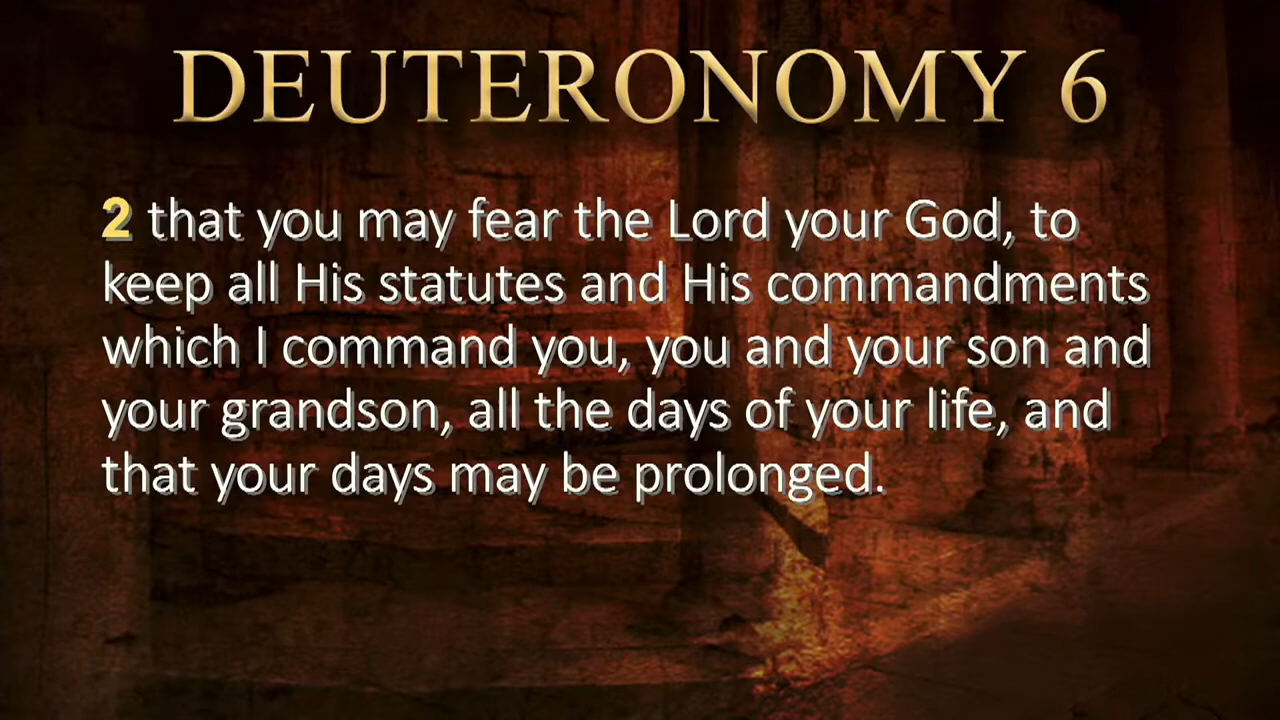 DEUTERONOMY 6
2 that you may fear the Lord your God, to
keep all His statutes and His commandments
which I command you, you and your son and
your grandson, all the days of your life, and
that your days may be prolonged.